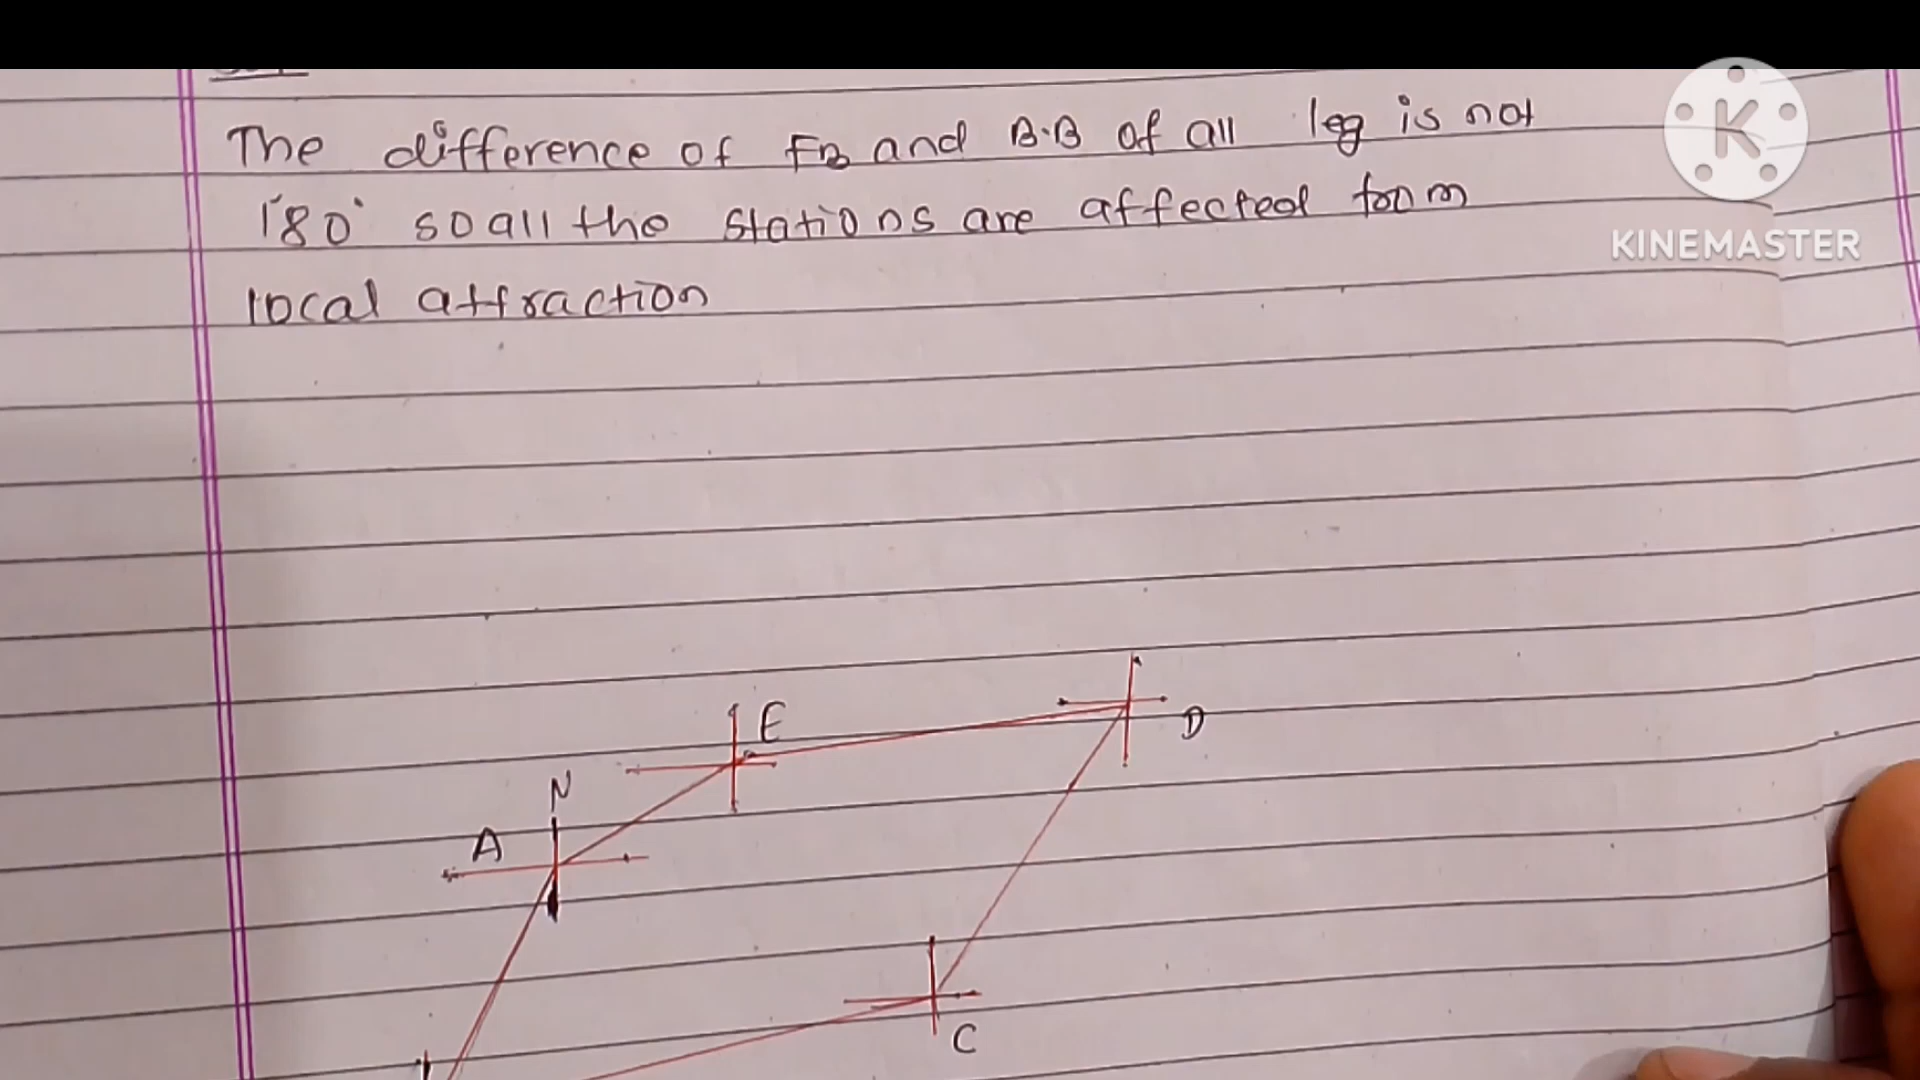 The difference of FB and B.B of all leg is not
180° so all the stations are affected form
local attraction
K
KINEMASTER
E
D
N
A
C